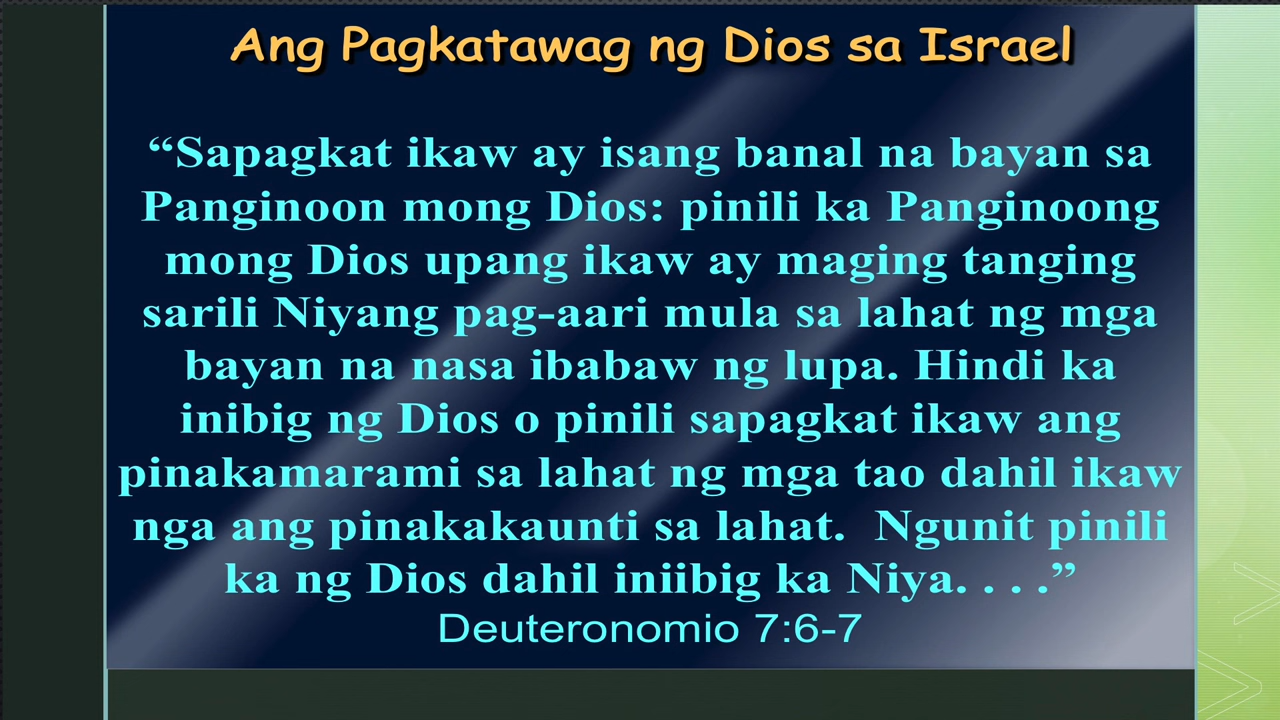 Ang Pagkatawag ng Dios sa Israel
“Sapagkat ikaw ay isang banal na bayan sa
Panginoon mong Dios: pinili ka Panginoong
mong Dios upang ikaw ay maging tanging
sarili Niyang pag-aari mula sa lahat ng mga
bayan na nasa ibabaw ng lupa. Hindi ka
inibig ng Dios o pinili sapagkat ikaw ang
pinakamarami sa lahat ng mga tao dahil ikaw
nga ang pinakakaunti sa lahat.  Ngunit pinili
ka ng Dios dahil iniibig ka Niya. . . .”
Deuteronomio 7:6-7